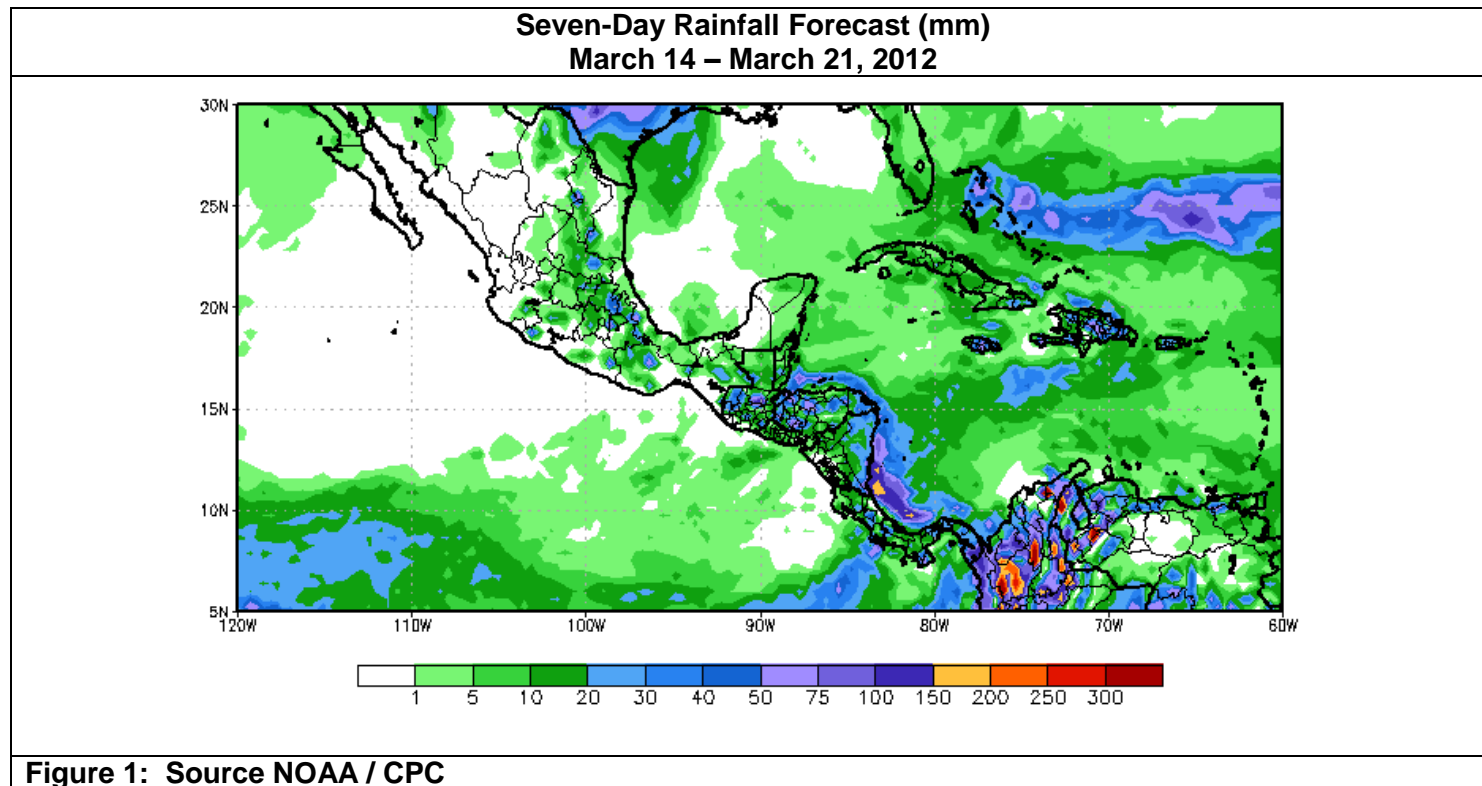 Seven-Day Rainfall Forecast (mm)
March 14 – March 21, 2012
30N
25N
20N
15N
10N
5N
120W 110W 100W 90W 80W 70W 60W
1 5 10 20 30 40 50 75 100 150 200 250 300
Figure 1: Source NOAA / CPC